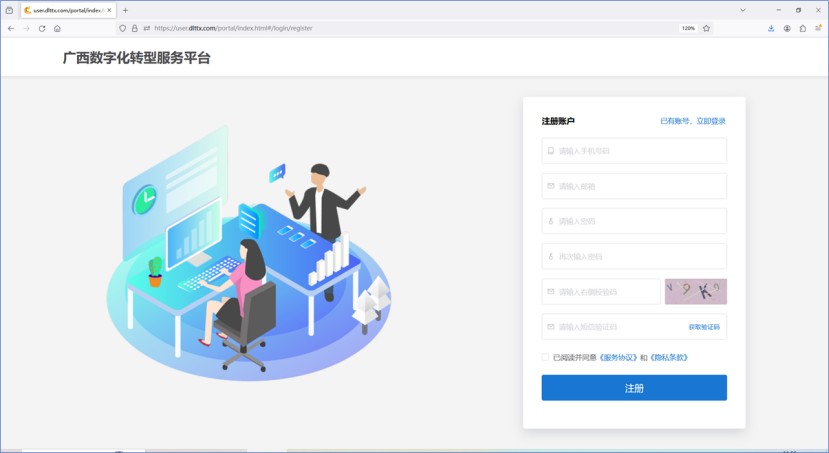 user.dlttx.com/portal/index.h
https://user.dlttx.com/portal/index.html#/login/register
120%
广西数字化转型服务平台
注册账户
已有账号，立即登录
请输入手机号码
请输入邮箱
请输入密码
再次输入密码
请输入右侧校验码
请输入短信验证码
获取验证码
已阅读并同意《服务协议》和《隐私条款》
注册